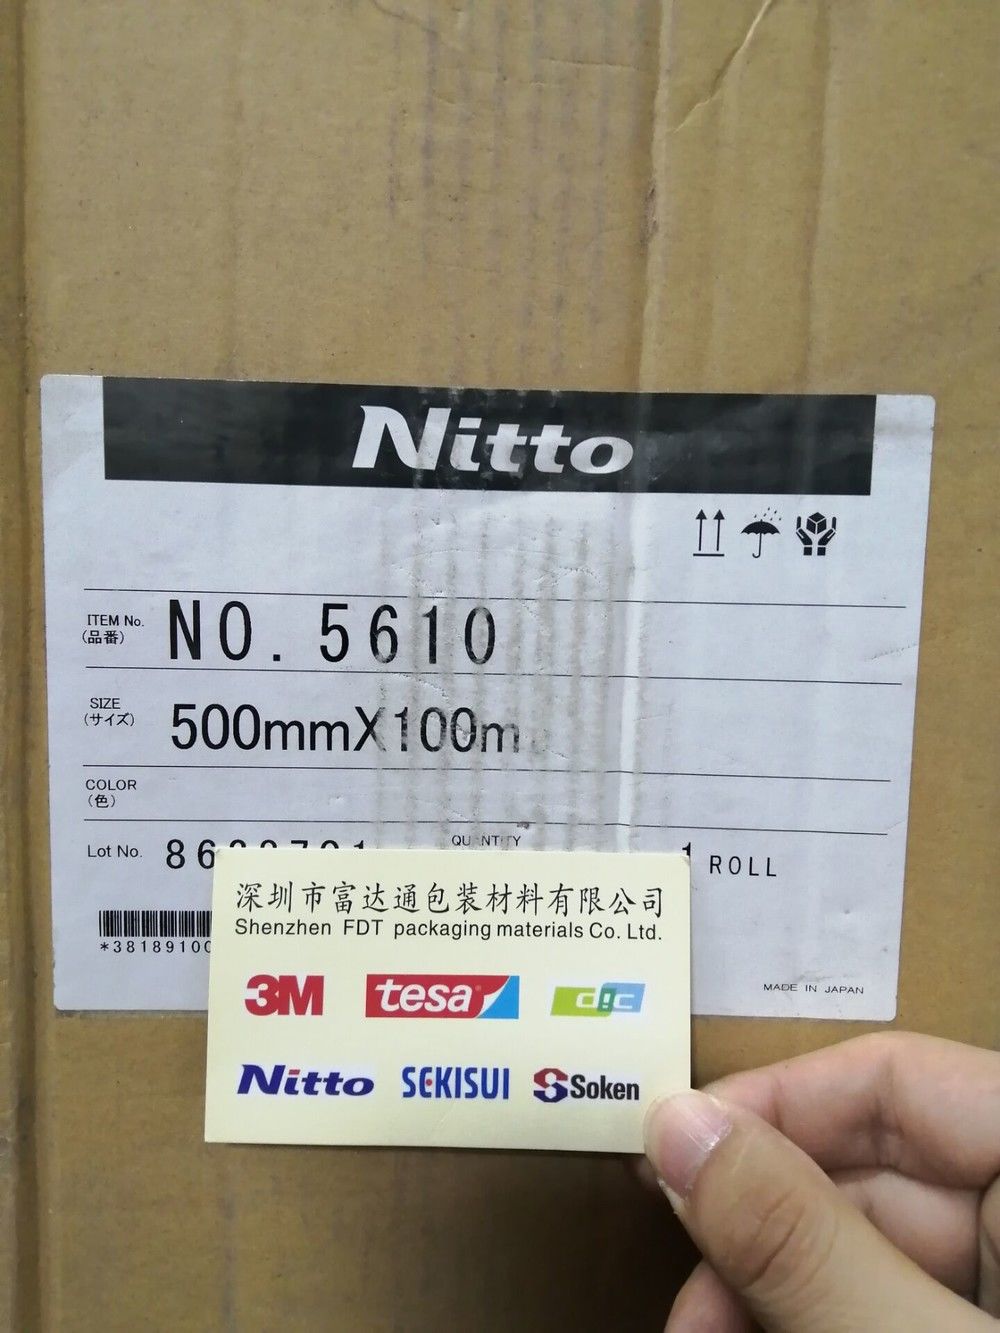 Nitto
ITEM No.
(品番)
NO. 5610
SIZE
(サイズ)
500mmX100m
COLOR
(色)
Lot No.
QUANTITY
1 ROLL
MADE IN JAPAN
深圳市富达通包装材料有限公司
Shenzhen FDT packaging materials Co. Ltd.
3M tesa dic
Nitto SEKISUI Soken